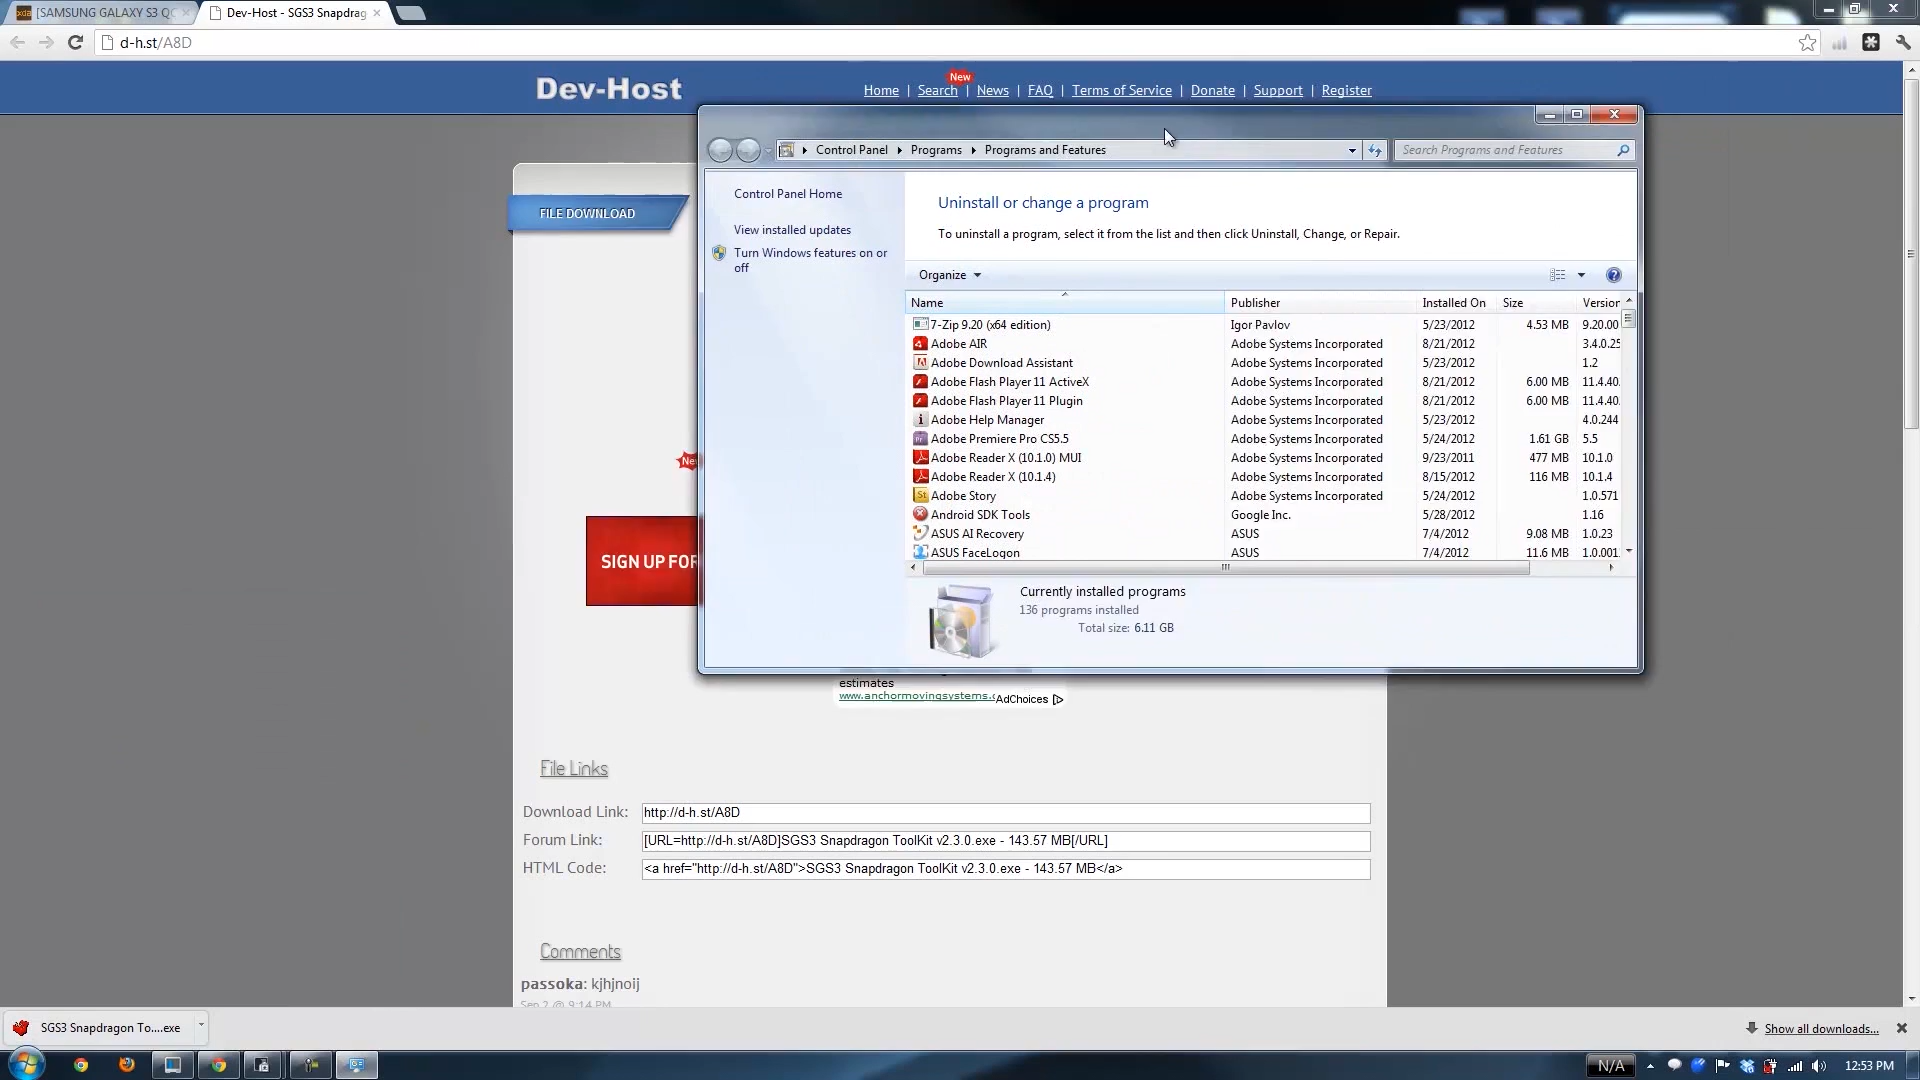 [SAMSUNG GALAXY S3 QC
Dev-Host - SGS3 Snapdrag
d-h.st/A8D
Dev-Host
New
Home | Search | News | FAQ | Terms of Service | Donate | Support | Register
FILE DOWNLOAD
Control Panel Programs Programs and Features
Search Programs and Features
Control Panel Home
View installed updates
Turn Windows features on or
off
Uninstall or change a program
To uninstall a program, select it from the list and then click Uninstall, Change, or Repair.
Organize
Name Publisher Installed On Size Version
7-Zip 9.20 (x64 edition) Igor Pavlov 5/23/2012 4.53 MB 9.20.00
Adobe AIR Adobe Systems Incorporated 8/21/2012 3.4.0.25
Adobe Download Assistant Adobe Systems Incorporated 5/23/2012 1.2
Adobe Flash Player 11 ActiveX Adobe Systems Incorporated 8/21/2012 6.00 MB 11.4.40
Adobe Flash Player 11 Plugin Adobe Systems Incorporated 8/21/2012 6.00 MB 11.4.40
Adobe Help Manager Adobe Systems Incorporated 5/23/2012 4.0.244
Adobe Premiere Pro CS5.5 Adobe Systems Incorporated 5/24/2012 1.61 GB 5.5
Adobe Reader X (10.1.0) MUI Adobe Systems Incorporated 9/23/2011 477 MB 10.1.0
Adobe Reader X (10.1.4) Adobe Systems Incorporated 8/15/2012 116 MB 10.1.4
Adobe Story Adobe Systems Incorporated 5/24/2012 1.0.571
Android SDK Tools Google Inc. 5/28/2012 1.16
ASUS AI Recovery ASUS 7/4/2012 9.08 MB 1.0.23
ASUS FaceLogon ASUS 7/4/2012 11.6 MB 1.0.001
Currently installed programs
136 programs installed
Total size: 6.11 GB
New
SIGN UP FOR
estimates
www.anchormovingsystems.c
AdChoices
File Links
Download Link: http://d-h.st/A8D
Forum Link: [URL=http://d-h.st/A8D]SGS3 Snapdragon ToolKit v2.3.0.exe - 143.57 MB[/URL]
HTML Code: <a href="http://d-h.st/A8D">SGS3 Snapdragon ToolKit v2.3.0.exe - 143.57 MB</a>
Comments
passoka: kjhjnoij
Sep 2 @ 9:14 PM
SGS3 Snapdragon To....exe
Show all downloads...
N/A
12:53 PM